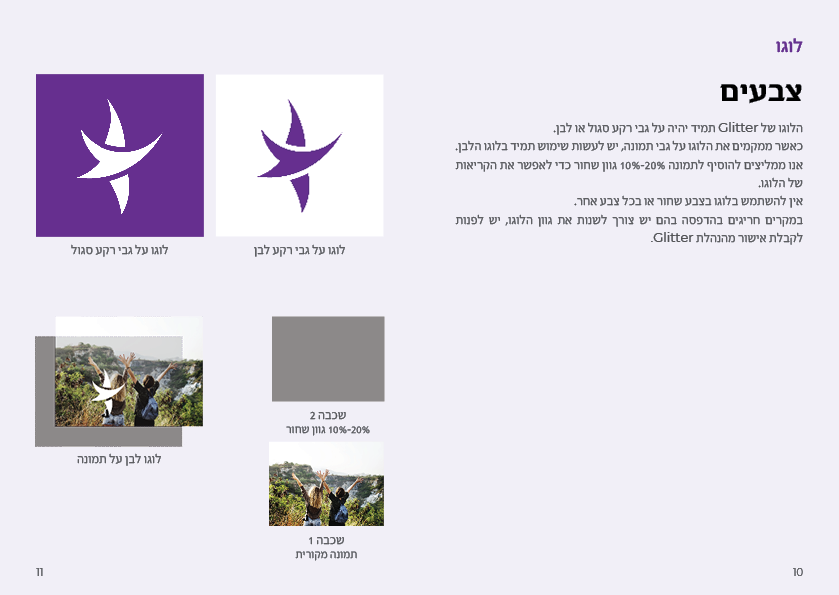 לוגו
צבעים
הלוגו של Glitter תמיד יהיה על גבי רקע סגול או לבן.
כאשר ממקמים את הלוגו על גבי תמונה, יש לעשות שימוש תמיד בלוגו הלבן.
אנו ממליצים להוסיף לתמונה 10%-20% גוון שחור כדי לאפשר את הקריאות
של הלוגו.
אין להשתמש בלוגו בצבע שחור או בכל צבע אחר.
במקרים חריגים בהדפסה בהם יש צורך לשנות את גוון הלוגו, יש לפנות
לקבלת אישור מהנהלת Glitter.
10
לוגו על גבי רקע לבן
לוגו על גבי רקע סגול
שכבה 2
10%-20% גוון שחור
שכבה 1
תמונה מקורית
לוגו לבן על תמונה
11